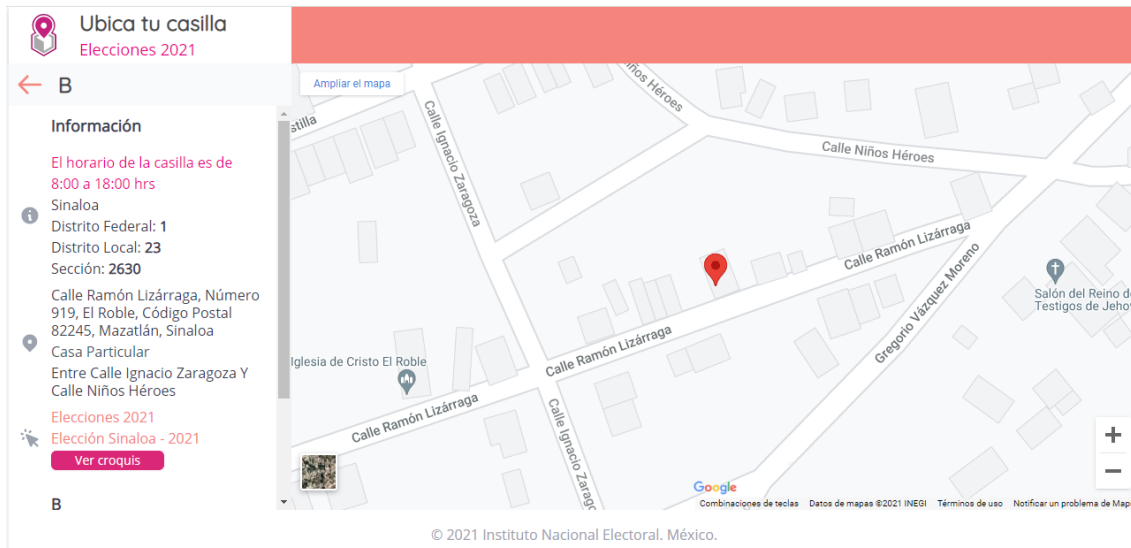 Ubica tu casilla
Elecciones 2021
B
Información
El horario de la casilla es de
8:00 a 18:00 hrs
Sinaloa
Distrito Federal: 1
Distrito Local: 23
Sección: 2630
Calle Ramón Lizárraga, Número
919, El Roble, Código Postal
82245, Mazatlán, Sinaloa
Casa Particular
Entre Calle Ignacio Zaragoza Y
Calle Niños Héroes
Elecciones 2021
Elección Sinaloa - 2021
Ver croquis
B
Ampliar el mapa
Niños Héroes
stilla
Calle Ignacio Zaragoza
Calle Niños Héroes
Calle Ramón Lizárraga
Gregorio Vázquez Moreno
Salón del Reino de
Testigos de Jehov
Calle Ramón Lizárraga
Iglesia de Cristo El Roble
Calle Ramón Lizárraga
Calle Ignacio Zarago
Google
Combinaciones de teclas
Datos de mapas ©2021 INEGI
Términos de uso
Notificar un problema de Map
© 2021 Instituto Nacional Electoral. México.